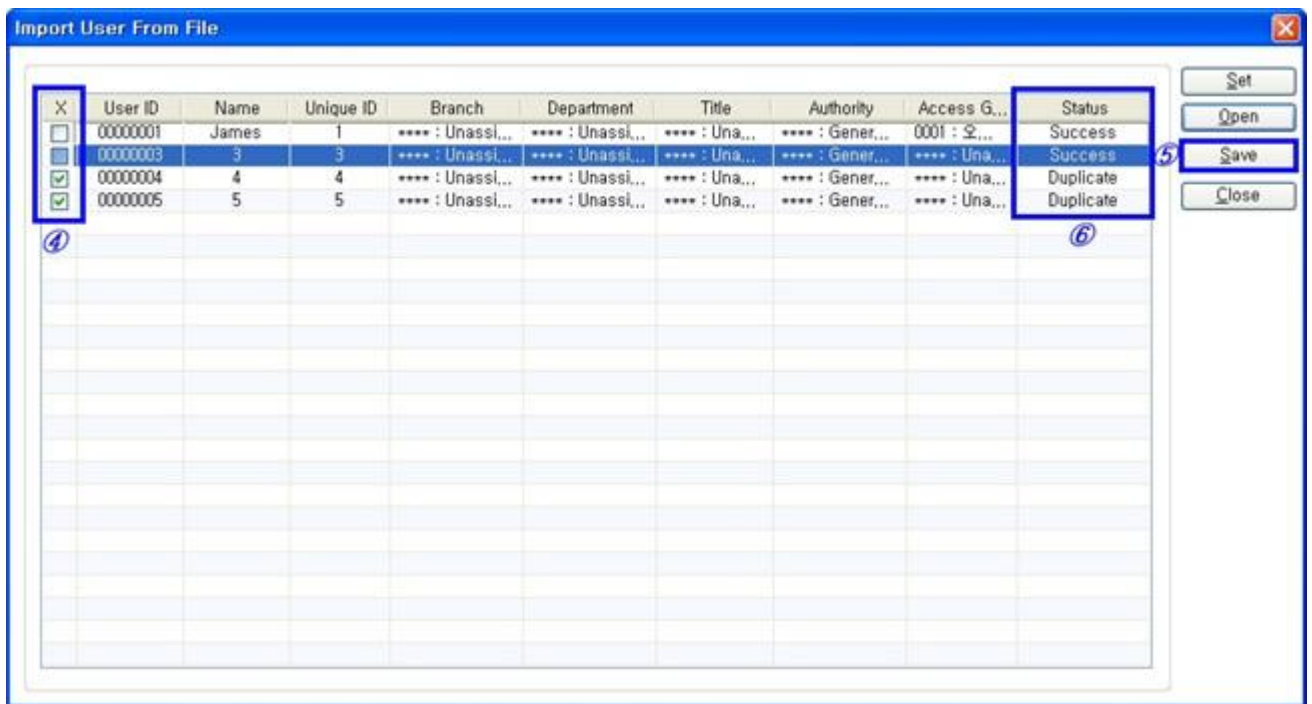 Import User From File
Set
Open
Save
Close
X User ID Name Unique ID Branch Department Title Authority Access G... Status
00000001 James 1 **** : Unassi... **** : Unassi... **** : Una... **** : Gener... 0001 : 오... Success
00000003 3 3 **** : Unassi... **** : Unassi... **** : Una... **** : Gener... **** : Una... Success
00000004 4 4 **** : Unassi... **** : Unassi... **** : Una... **** : Gener... **** : Una... Duplicate
00000005 5 5 **** : Unassi... **** : Unassi... **** : Una... **** : Gener... **** : Una... Duplicate
④
⑤
⑥